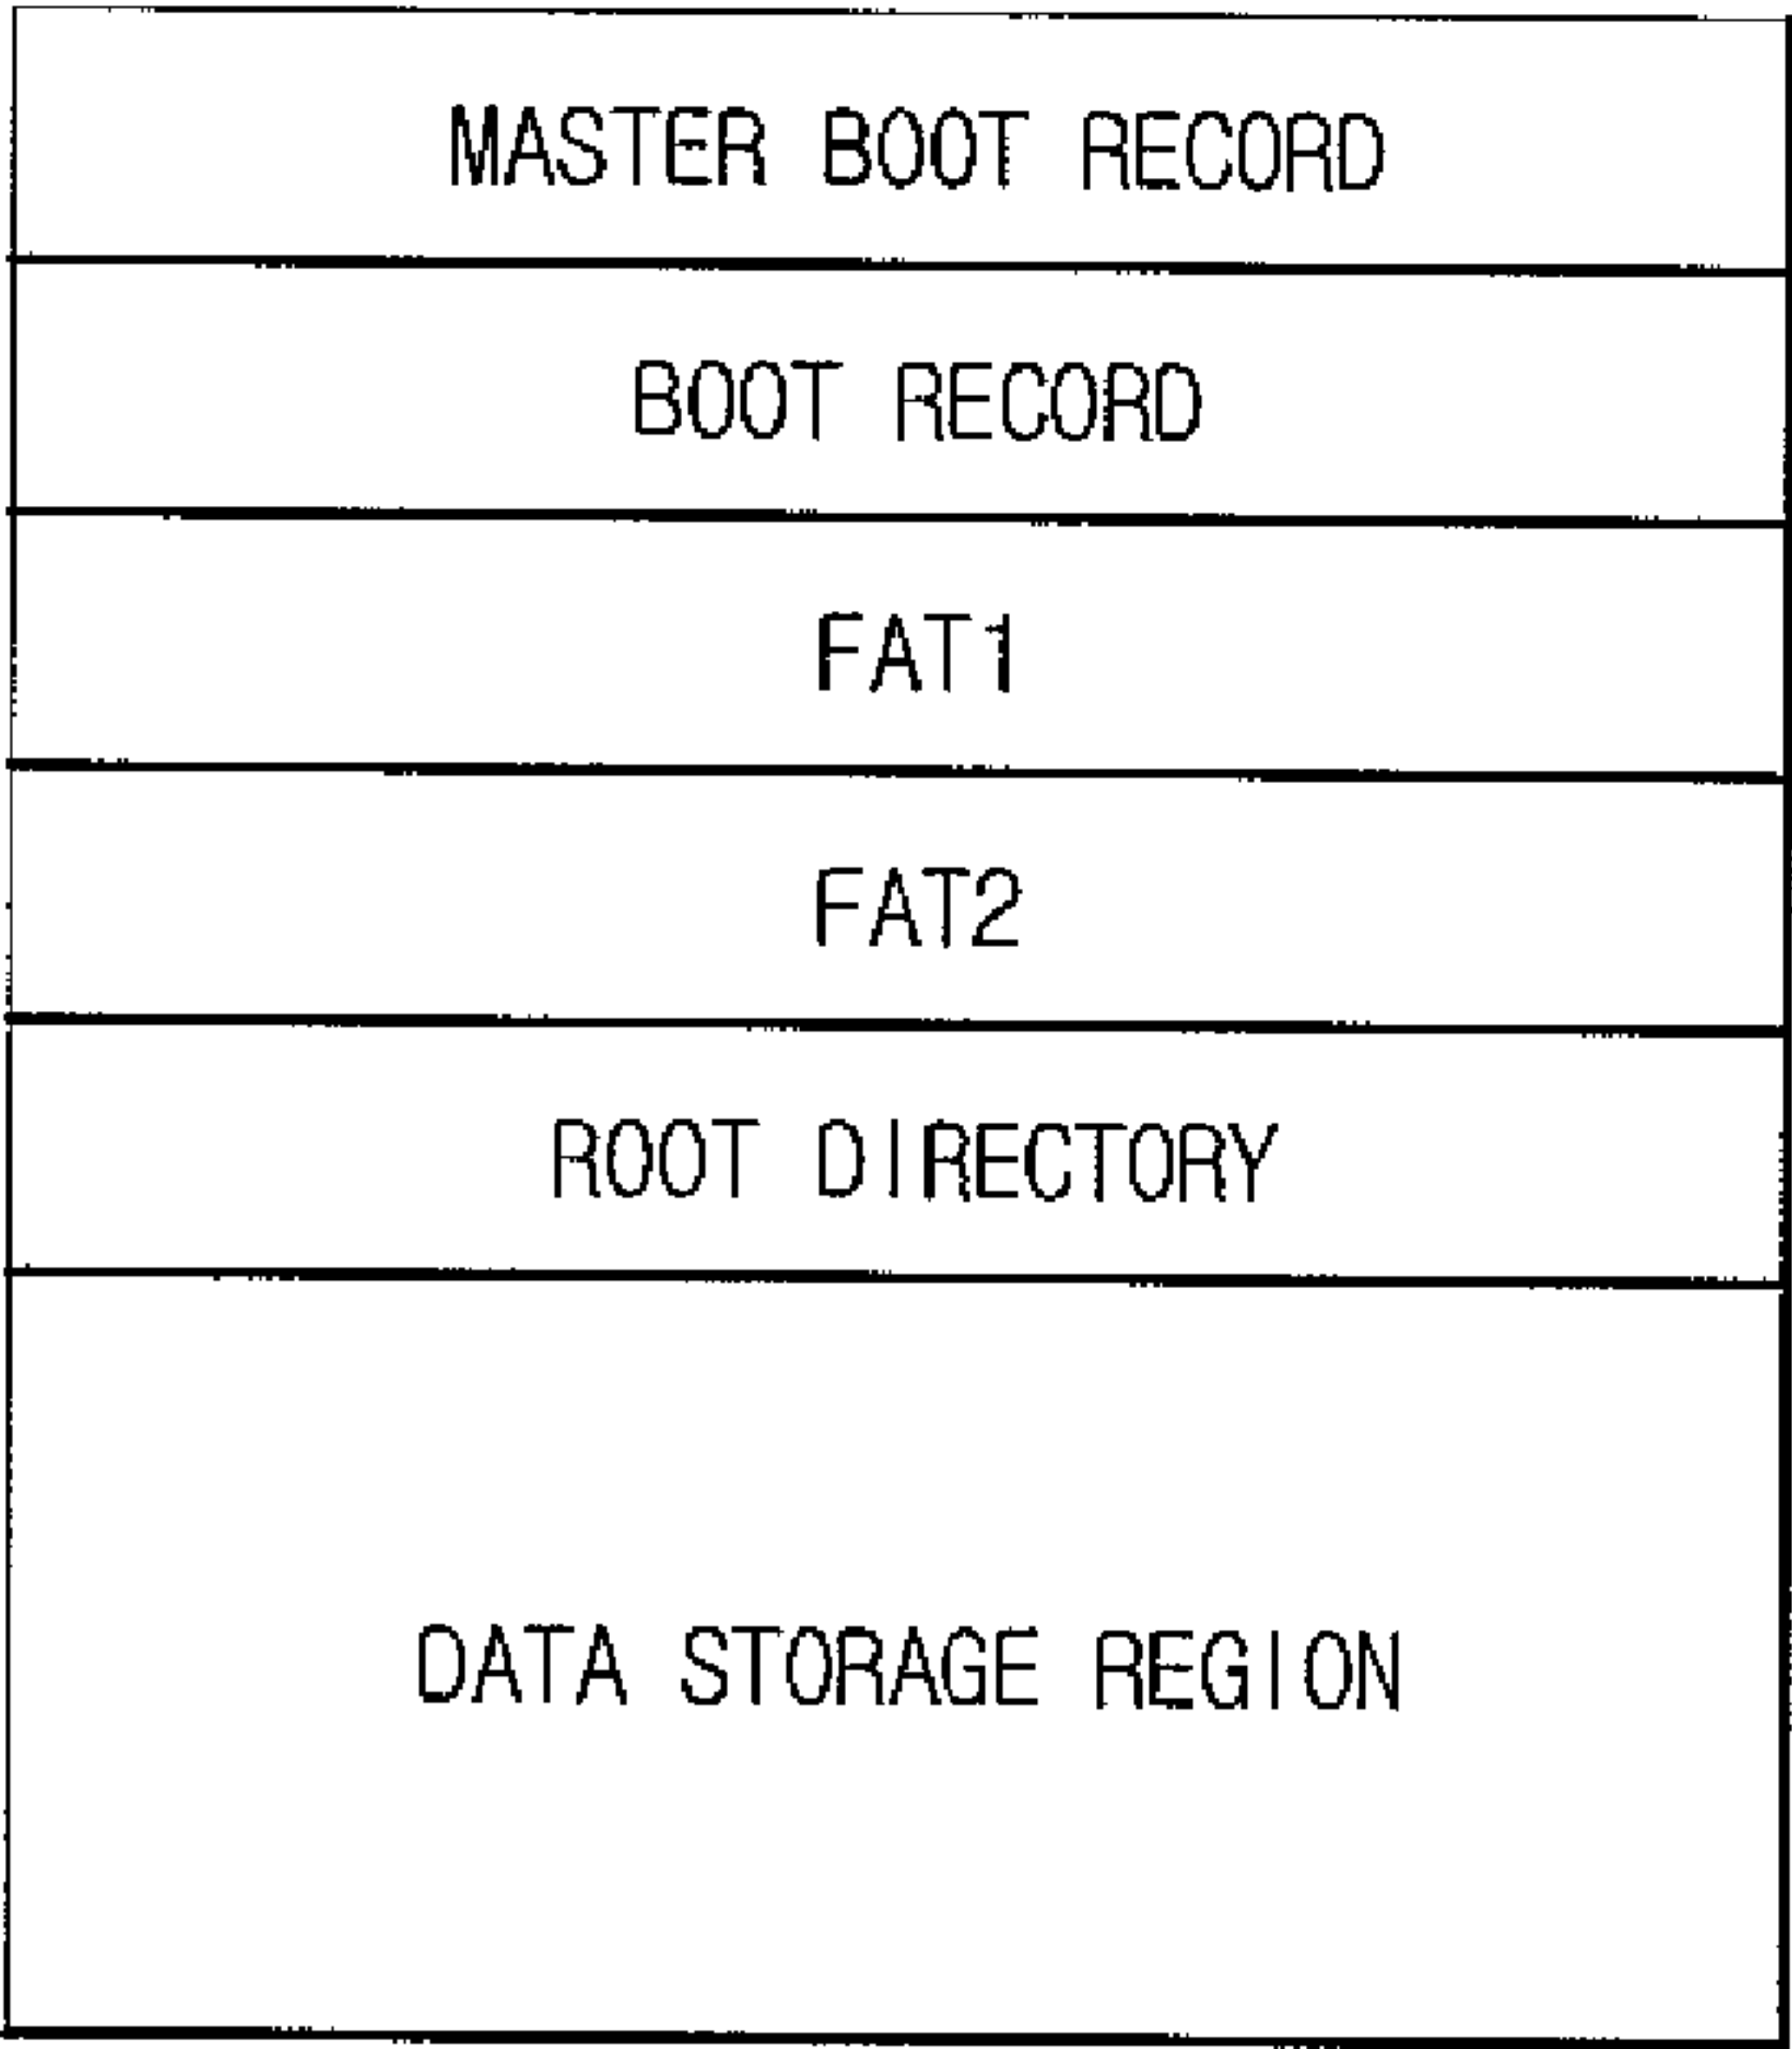 MASTER BOOT RECORD
BOOT RECORD
FAT1
FAT2
ROOT DIRECTORY
DATA STORAGE REGION